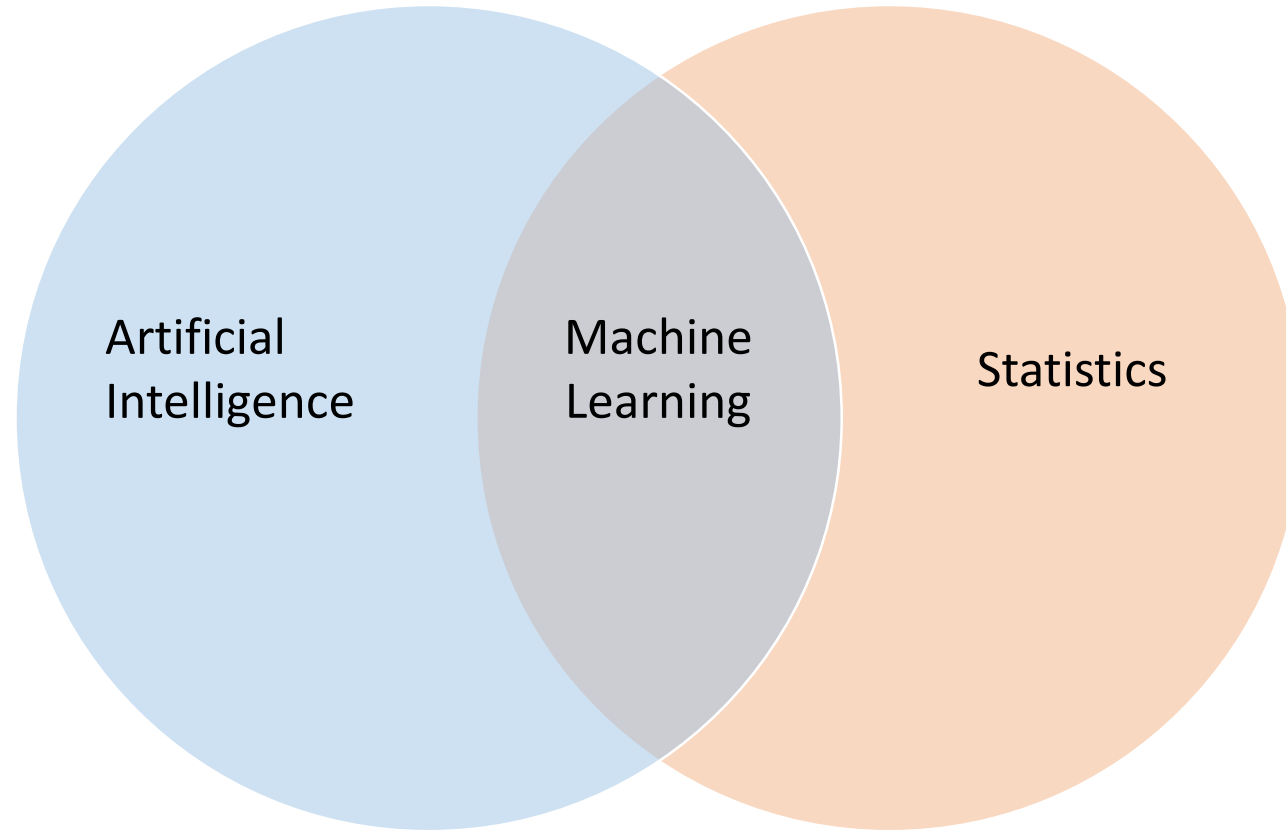 Artificial
Intelligence
Machine
Learning
Statistics